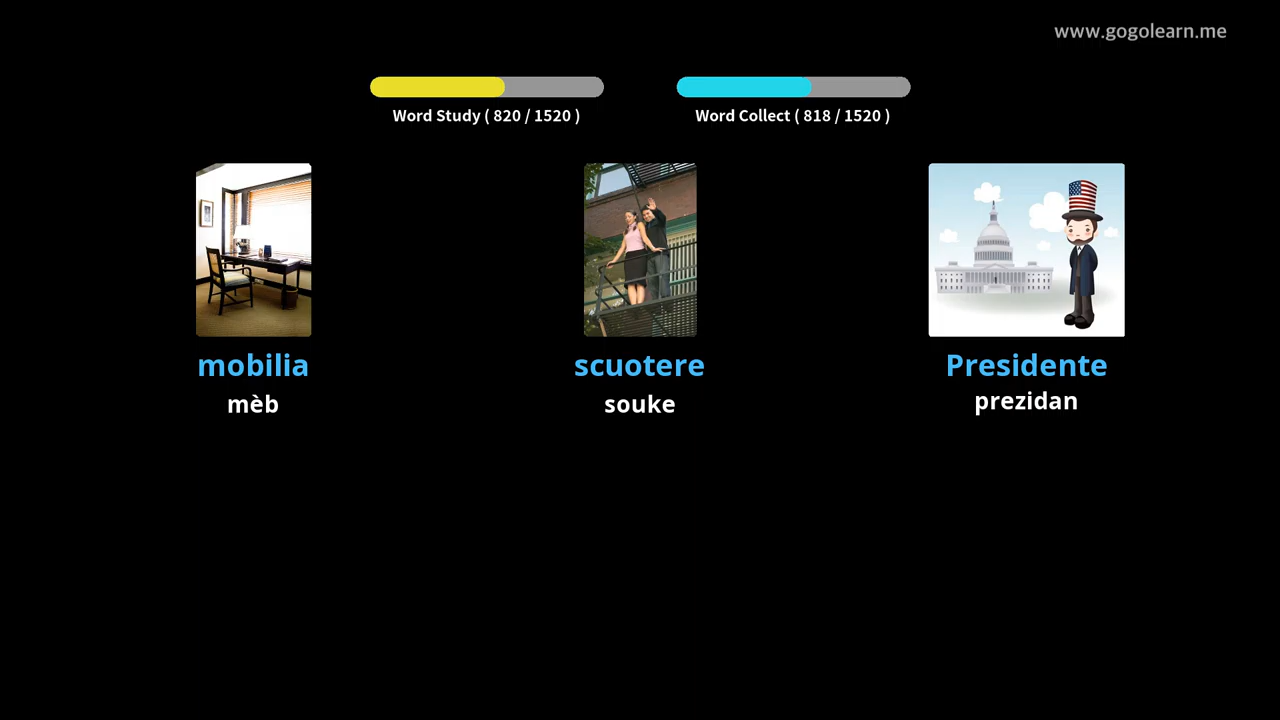 www.gogolearn.me
Word Study ( 820 / 1520 )
Word Collect ( 818 / 1520 )
mobilia
mèb
scuotere
souke
Presidente
prezidan